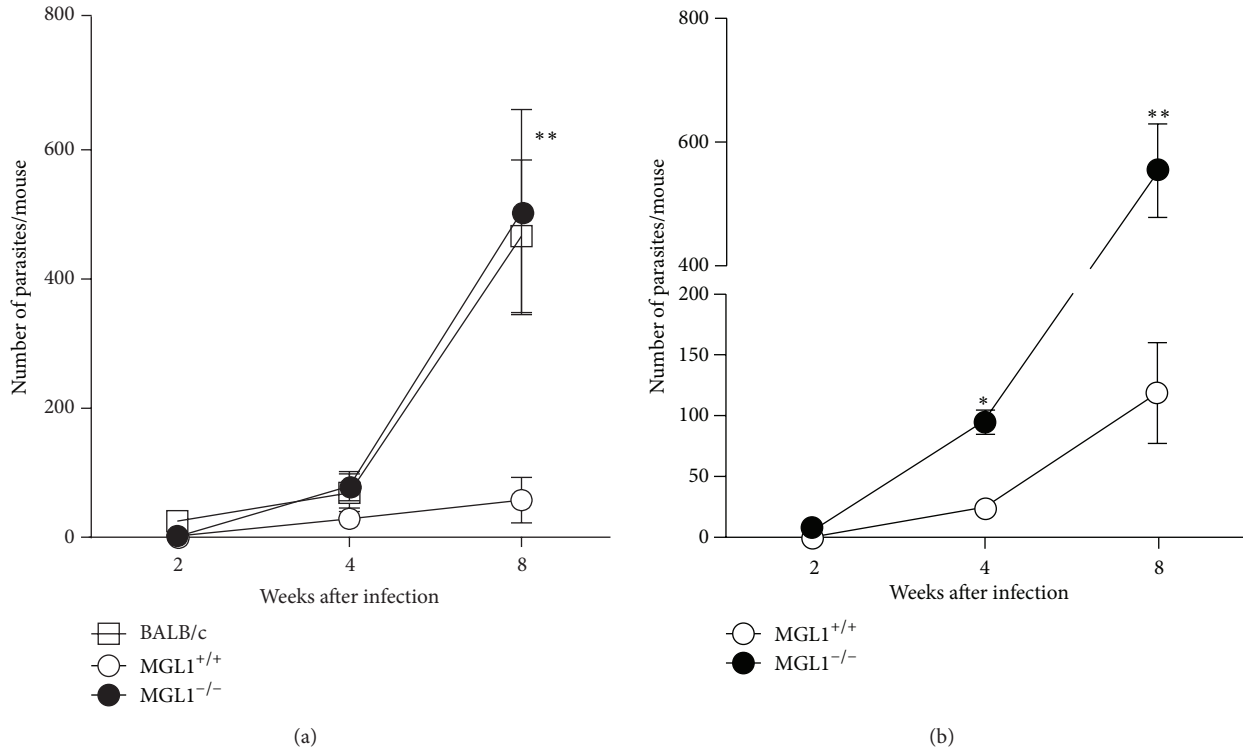 800
600
400
200
0
Number of parasites/mouse
**
2 4 8
Weeks after infection
BALB/c
MGL1+/+
MGL1−/−
(a)
800
600
400
200
150
100
50
0
Number of parasites/mouse
*
**
2 4 8
Weeks after infection
MGL1+/+
MGL1−/−
(b)